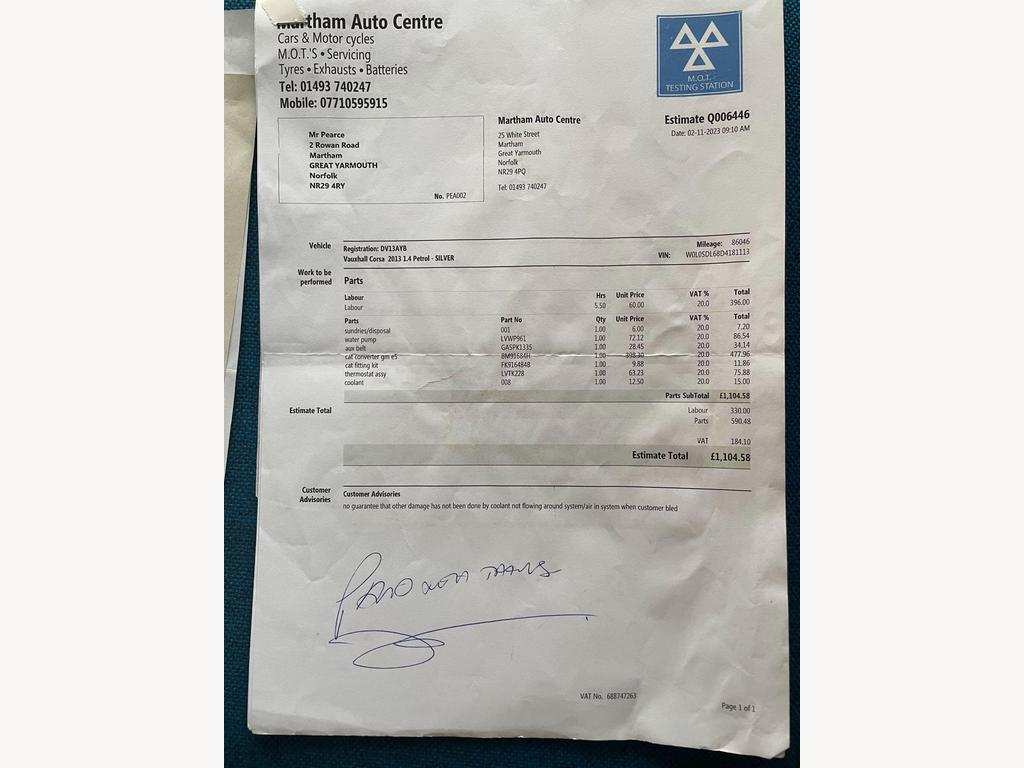 Martham Auto Centre
Cars & Motor cycles
M.O.T.'S • Servicing
Tyres • Exhausts • Batteries
Tel: 01493 740247
Mobile: 07710595915
M.O.T.
TESTING STATION
Estimate Q006446
Date: 02-11-2023 09:10 AM
Mr Pearce
2 Rowan Road
Martham
GREAT YARMOUTH
Norfolk
NR29 4RY
No. PEA002
Martham Auto Centre
25 White Street
Martham
Great Yarmouth
Norfolk
NR29 4PQ
Tel: 01493 740247
Vehicle
Registration: DV13AYB
Vauxhall Corsa 2013 1.4 Petrol - SILVER
Mileage: 86046
VIN: W0L0SDL68D4181113
Work to be performed
Parts
Labour Hrs Unit Price VAT % Total
Labour 5.50 60.00 20.0 396.00
Parts Part No Qty Unit Price VAT % Total
sundries/disposal 001 1.00 6.00 20.0 7.20
water pump LVWP961 1.00 72.12 20.0 86.54
aux belt GA5PK1335 1.00 28.45 20.0 34.14
cat converter gm e5 BM91684H 1.00 398.30 20.0 477.96
cat fitting kit FK91684B 1.00 9.88 20.0 11.86
thermostat assy LVTK228 1.00 63.23 20.0 75.88
coolant 008 1.00 12.50 20.0 15.00
Parts SubTotal £1,104.58
Estimate Total
Labour 330.00
Parts 590.48
VAT 184.10
Estimate Total £1,104.58
Customer Advisories
Customer Advisories
no guarantee that other damage has not been done by coolant not flowing around system/air in system when customer bled
VAT No. 688747263
Page 1 of 1